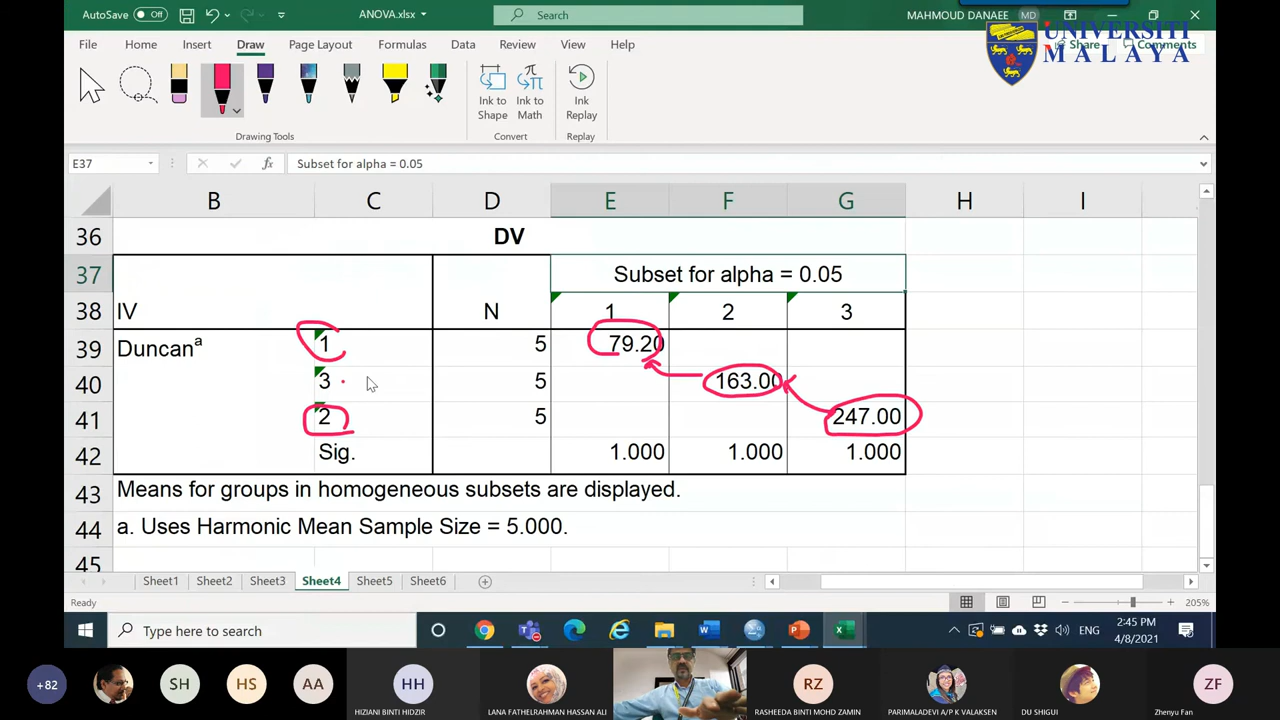 AutoSave Off ANOVA.xlsx Search MAHMOUD DANAEE MD
UNIVERSITI
MALAYA
File Home Insert Draw Page Layout Formulas Data Review View Help Share Comments
Ink to Shape Ink to Math Ink Replay
Drawing Tools Convert Replay
E37 fx Subset for alpha = 0.05
B C D E F G H I
36 DV
37 Subset for alpha = 0.05
38 IV N 1 2 3
39 Duncana 1 5 79.20
40 3 5 163.00
41 2 5 247.00
42 Sig. 1.000 1.000 1.000
43 Means for groups in homogeneous subsets are displayed.
44 a. Uses Harmonic Mean Sample Size = 5.000.
45
Sheet1 Sheet2 Sheet3 Sheet4 Sheet5 Sheet6
Ready 205%
Type here to search ENG 2:45 PM
4/8/2021
+82 SH HS AA HH RZ ZF
HIZIANI BINTI HIDZIR LANA FATHELRAHMAN HASSAN ALI RASHEEDA BINTI MOHD ZAMIN PARIMALADEVI A/P K VALAKSEN DU SHIGUI Zhenyu Fan